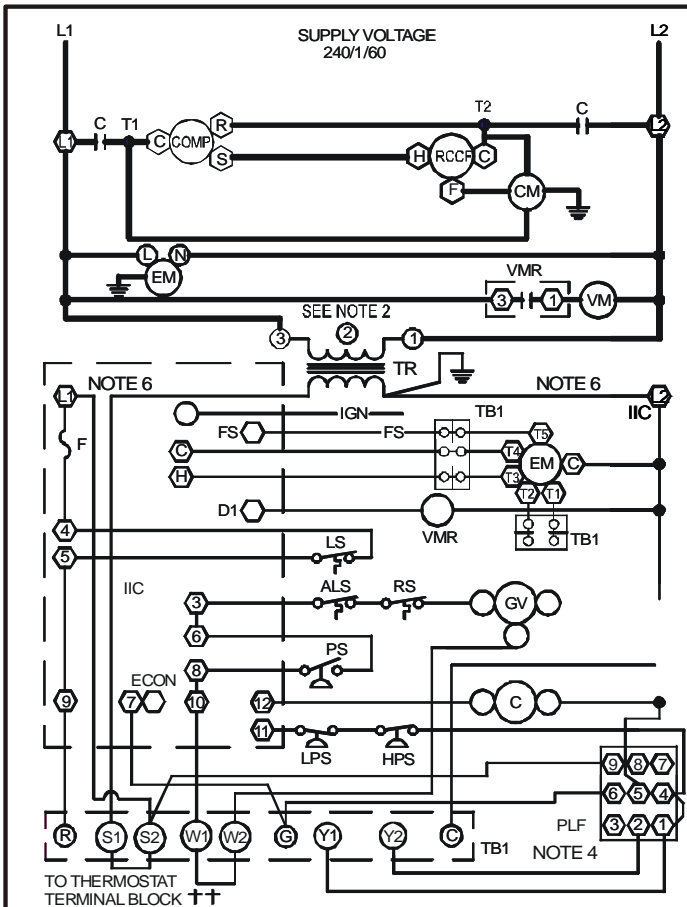 L1 SUPPLY VOLTAGE L2
240/1/60
C T1 R T2 C
L1 C COMP H RCCF C L2
S
F CM
L N
EM VMR
3 1 VM
SEE NOTE 2
3 2 1
TR
NOTE 6 NOTE 6
L1 L2
IGN TB1 IIC
F FS FS T5
C T4 EM C
H T3
T2 T1
D1
4 LS VMR TB1
5
IIC ALS RS
3 GV
6
PS
8
ECON
9 7 10 12 C
11
LPS HPS 9 8 7
6 5 4
PLF 3 2 1
R S1 S2 W1 W2 G Y1 Y2 C TB1 NOTE 4
TO THERMOSTAT
TERMINAL BLOCK ††